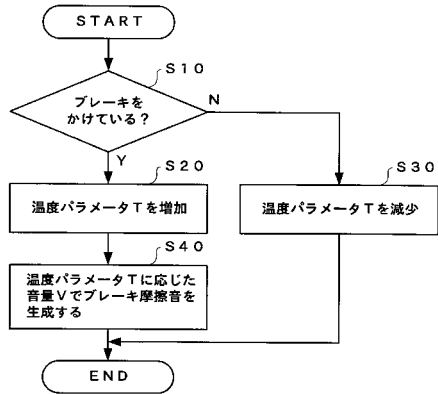 START
S10
ブレーキを
かけている？
N
Y
S20
温度パラメータTを増加
S30
温度パラメータTを減少
S40
温度パラメータTに応じた
音量Vでブレーキ摩擦音を
生成する
END